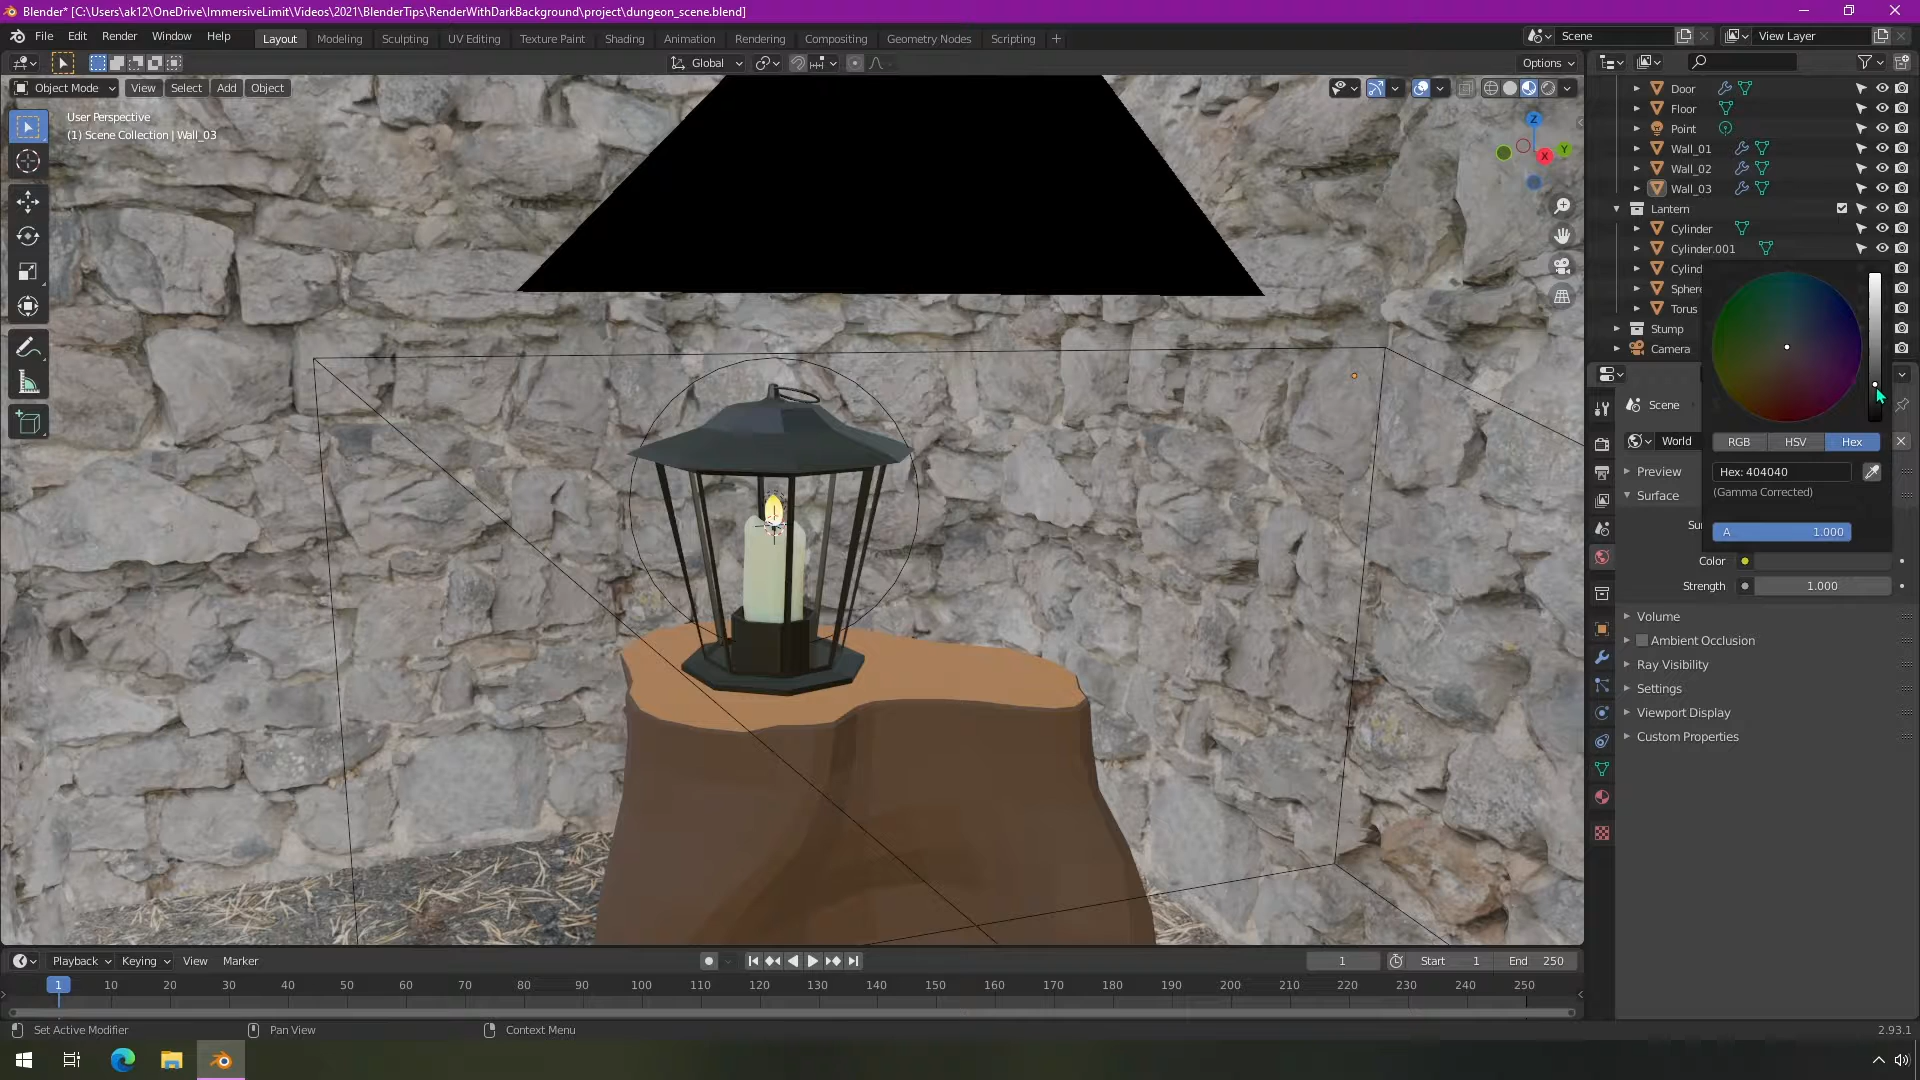 Blender* [C:\Users\ak12\OneDrive\ImmersiveLimit\Videos\2021\BlenderTips\RenderWithDarkBackground\project\dungeon_scene.blend]
File Edit Render Window Help Layout Modeling Sculpting UV Editing Texture Paint Shading Animation Rendering Compositing Geometry Nodes Scripting + Scene View Layer
Global Options
Object Mode View Select Add Object
User Perspective
(1) Scene Collection | Wall_03
Z
X
Y
Door
Floor
Point
Wall_01
Wall_02
Wall_03
Lantern
Cylinder
Cylinder.001
Cylind
Sphere
Torus
Stump
Camera
Scene
World
RGB HSV Hex
Preview
Hex: 404040
(Gamma Corrected)
Surface
Su
A 1.000
Color
Strength 1.000
Volume
Ambient Occlusion
Ray Visibility
Settings
Viewport Display
Custom Properties
Playback Keying View Marker 1 Start 1 End 250
1 10 20 30 40 50 60 70 80 90 100 110 120 130 140 150 160 170 180 190 200 210 220 230 240 250
Set Active Modifier Pan View Context Menu 2.93.1